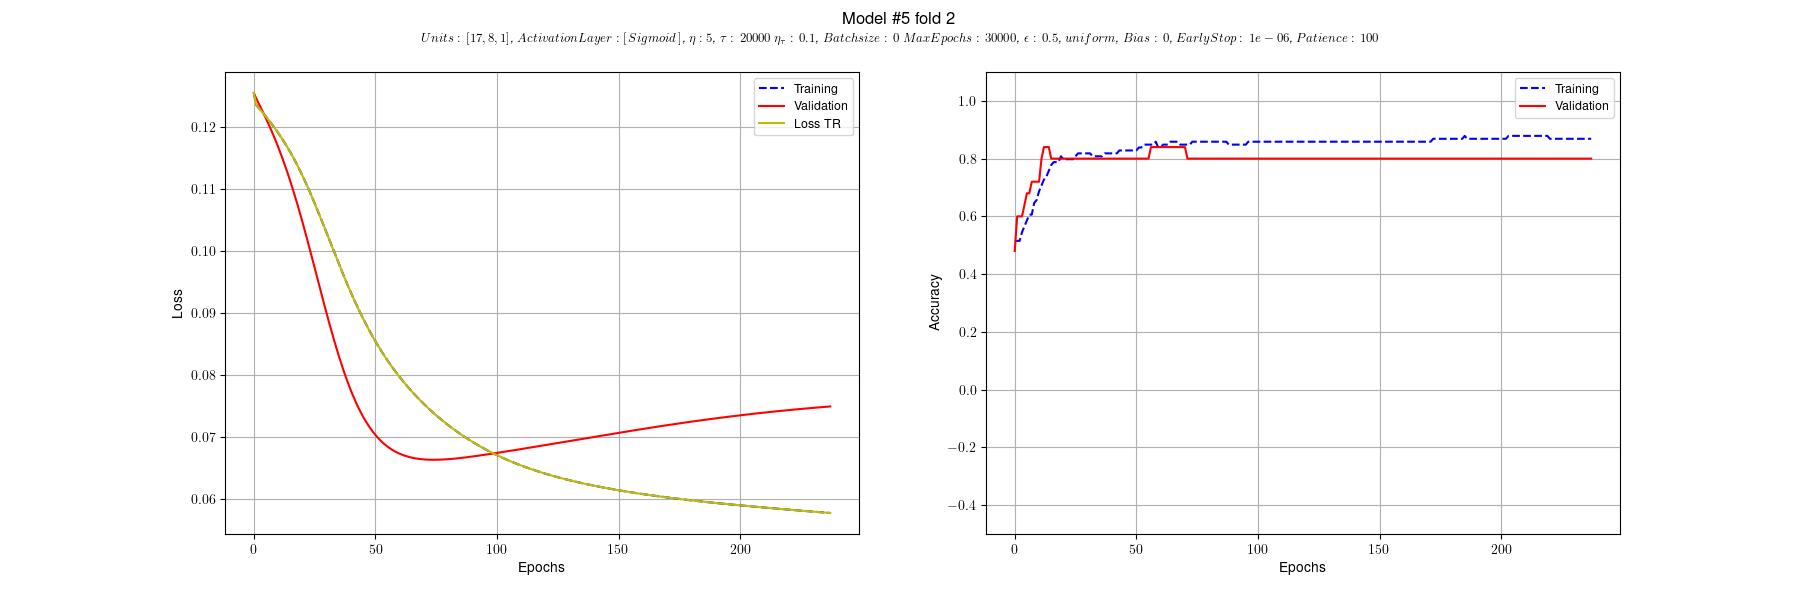 Model #5 fold 2
Units : [17, 8, 1], ActivationLayer : [Sigmoid], η : 5, τ : 20000 ητ : 0.1, Batchsize : 0 MaxEpochs : 30000, ϵ : 0.5, uniform, Bias : 0, EarlyStop : 1e − 06, Patience : 100
Training
Validation
Loss TR
0.12
0.11
0.10
0.09
0.08
0.07
0.06
Loss
0 50 100 150 200
Epochs
Training
Validation
1.0
0.8
0.6
0.4
0.2
0.0
−0.2
−0.4
Accuracy
0 50 100 150 200
Epochs